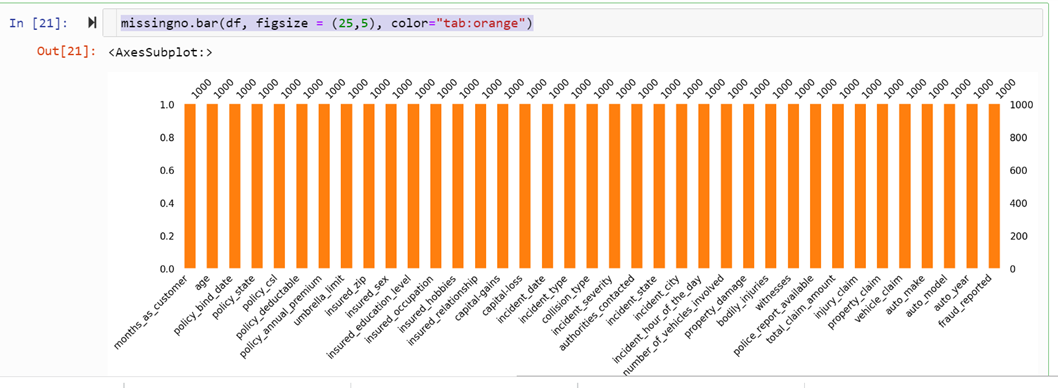 In [21]: missingno.bar(df, figsize = (25,5), color="tab:orange")
Out[21]: <AxesSubplot:>
1000 1000 1000 1000 1000 1000 1000 1000 1000 1000 1000 1000 1000 1000 1000 1000 1000 1000 1000 1000 1000 1000 1000 1000 1000 1000 1000 1000 1000 1000 1000 1000 1000 1000 1000 1000 1000
1.0 1000
0.8 800
0.6 600
0.4 400
0.2 200
0.0 0
months_as_customer
age
policy_bind_date
policy_state
policy_csl
policy_deductable
policy_annual_premium
umbrella_limit
insured_zip
insured_sex
insured_education_level
insured_occupation
insured_hobbies
insured_relationship
capital-gains
capital-loss
incident_date
incident_type
collision_type
incident_severity
authorities_contacted
incident_state
incident_city
incident_hour_of_the_day
number_of_vehicles_involved
property_damage
bodily_injuries
witnesses
police_report_available
total_claim_amount
injury_claim
property_claim
vehicle_claim
auto_make
auto_model
auto_year
fraud_reported